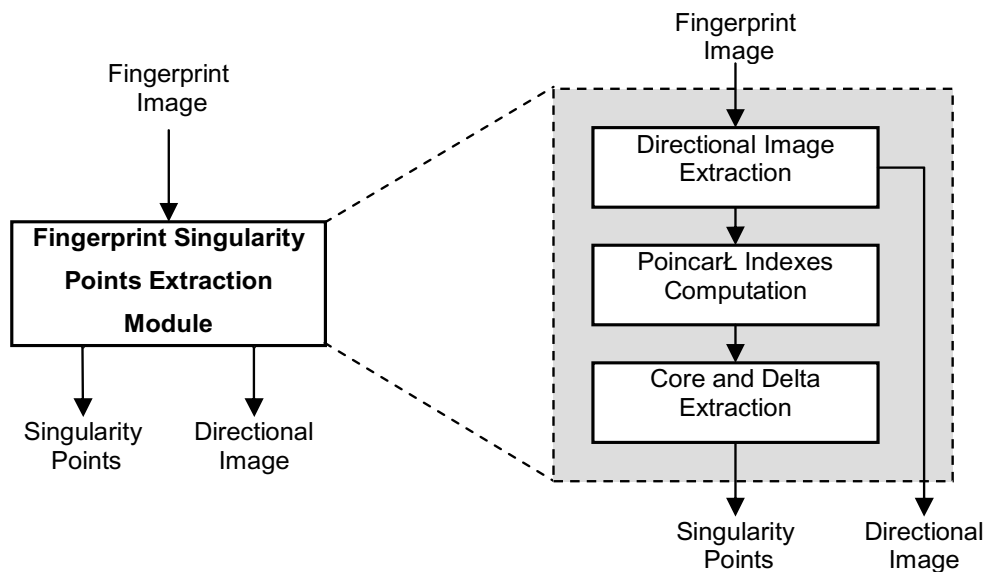 Fingerprint
Image
Fingerprint Singularity
Points Extraction
Module
Singularity
Points
Directional
Image
Fingerprint
Image
Directional Image
Extraction
PoincarŁ Indexes
Computation
Core and Delta
Extraction
Singularity
Points
Directional
Image